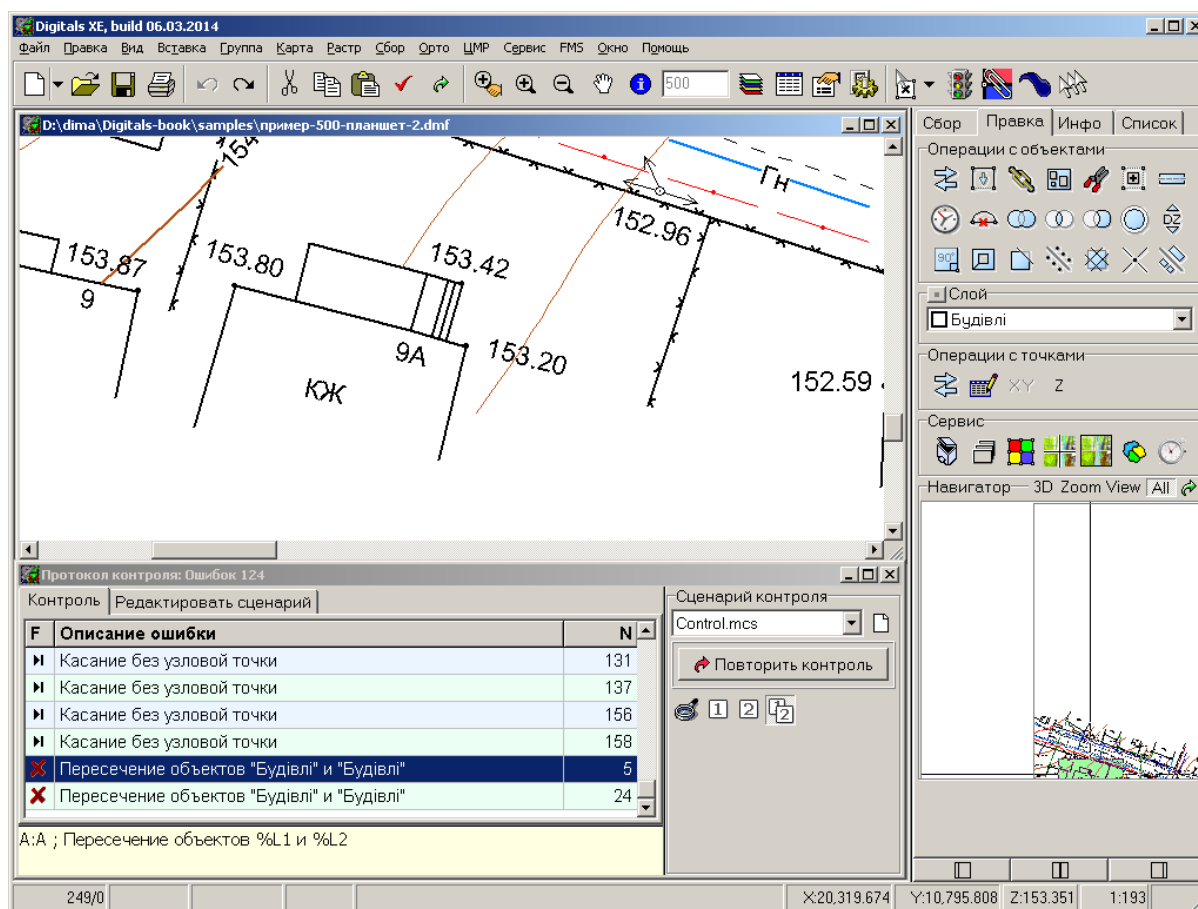 Digitals XE, build 06.03.2014
Файл Правка Вид Вставка Группа Карта Растр Сбор Орто ЦМР Сервис FMS Окно Помощь
500
D:\dima\Digitals-book\samples\пример-500-планшет-2.dmf
154
Гн
152.96
153.87
153.80
153.42
9
9А
153.20
КЖ
152.59
Сбор Правка Инфо Список
Операции с объектами
DZ
90°
Слой
Будівлі
Операции с точками
XY Z
Сервис
Навигатор 3D Zoom View All
Протокол контроля: Ошибок 124
Контроль Редактировать сценарий
F Описание ошибки N
Касание без узловой точки 131
Касание без узловой точки 137
Касание без узловой точки 156
Касание без узловой точки 158
Пересечение объектов "Будівлі" и "Будівлі" 5
Пересечение объектов "Будівлі" и "Будівлі" 24
A:A ; Пересечение объектов %L1 и %L2
Сценарий контроля
Control.mcs
Повторить контроль
1 2 2
249/0 X:20,319.674 Y:10,795.808 Z:153.351 1:193